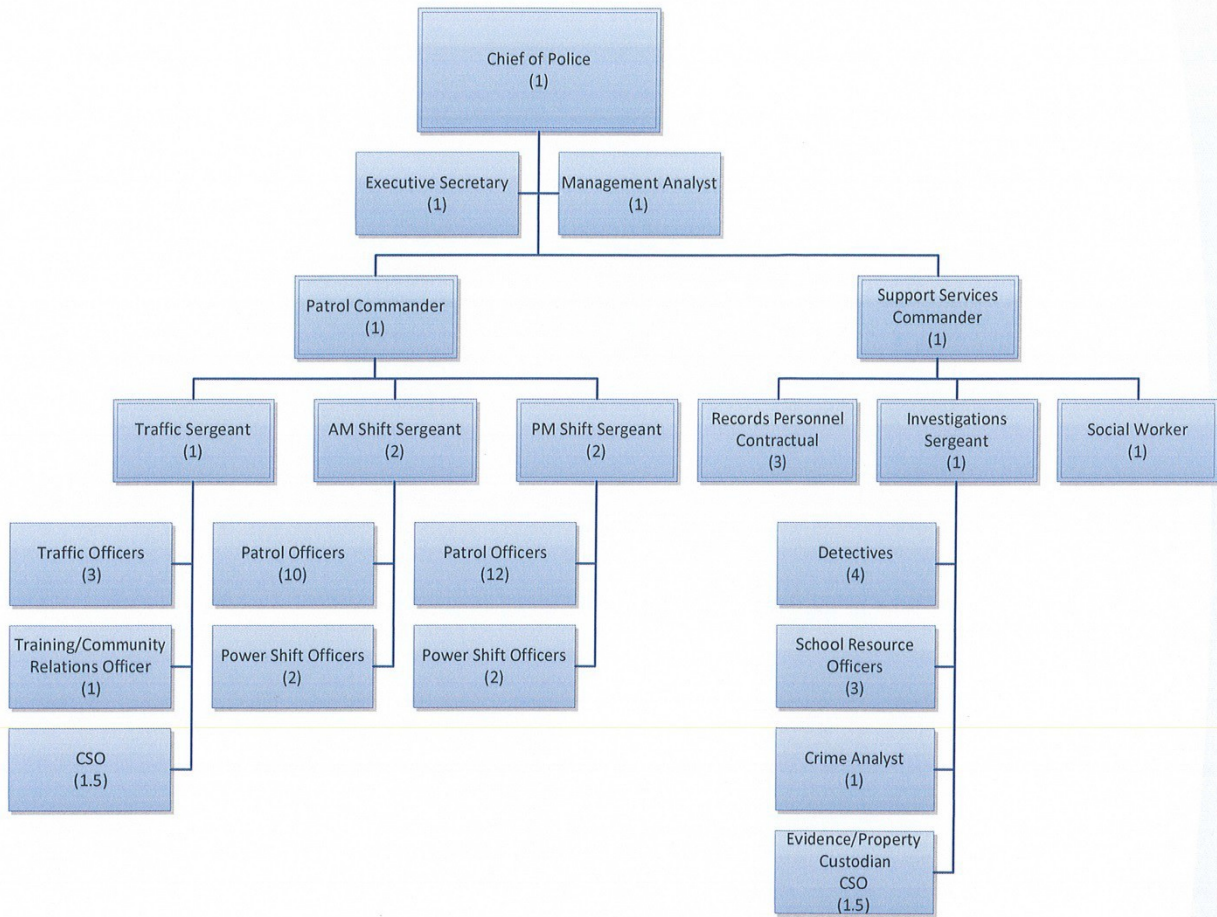 Chief of Police
(1)
Executive Secretary
(1)
Management Analyst
(1)
Patrol Commander
(1)
Support Services
Commander
(1)
Traffic Sergeant
(1)
AM Shift Sergeant
(2)
PM Shift Sergeant
(2)
Records Personnel
Contractual
(3)
Investigations
Sergeant
(1)
Social Worker
(1)
Traffic Officers
(3)
Patrol Officers
(10)
Patrol Officers
(12)
Detectives
(4)
Training/Community
Relations Officer
(1)
Power Shift Officers
(2)
Power Shift Officers
(2)
School Resource
Officers
(3)
CSO
(1.5)
Crime Analyst
(1)
Evidence/Property
Custodian
CSO
(1.5)